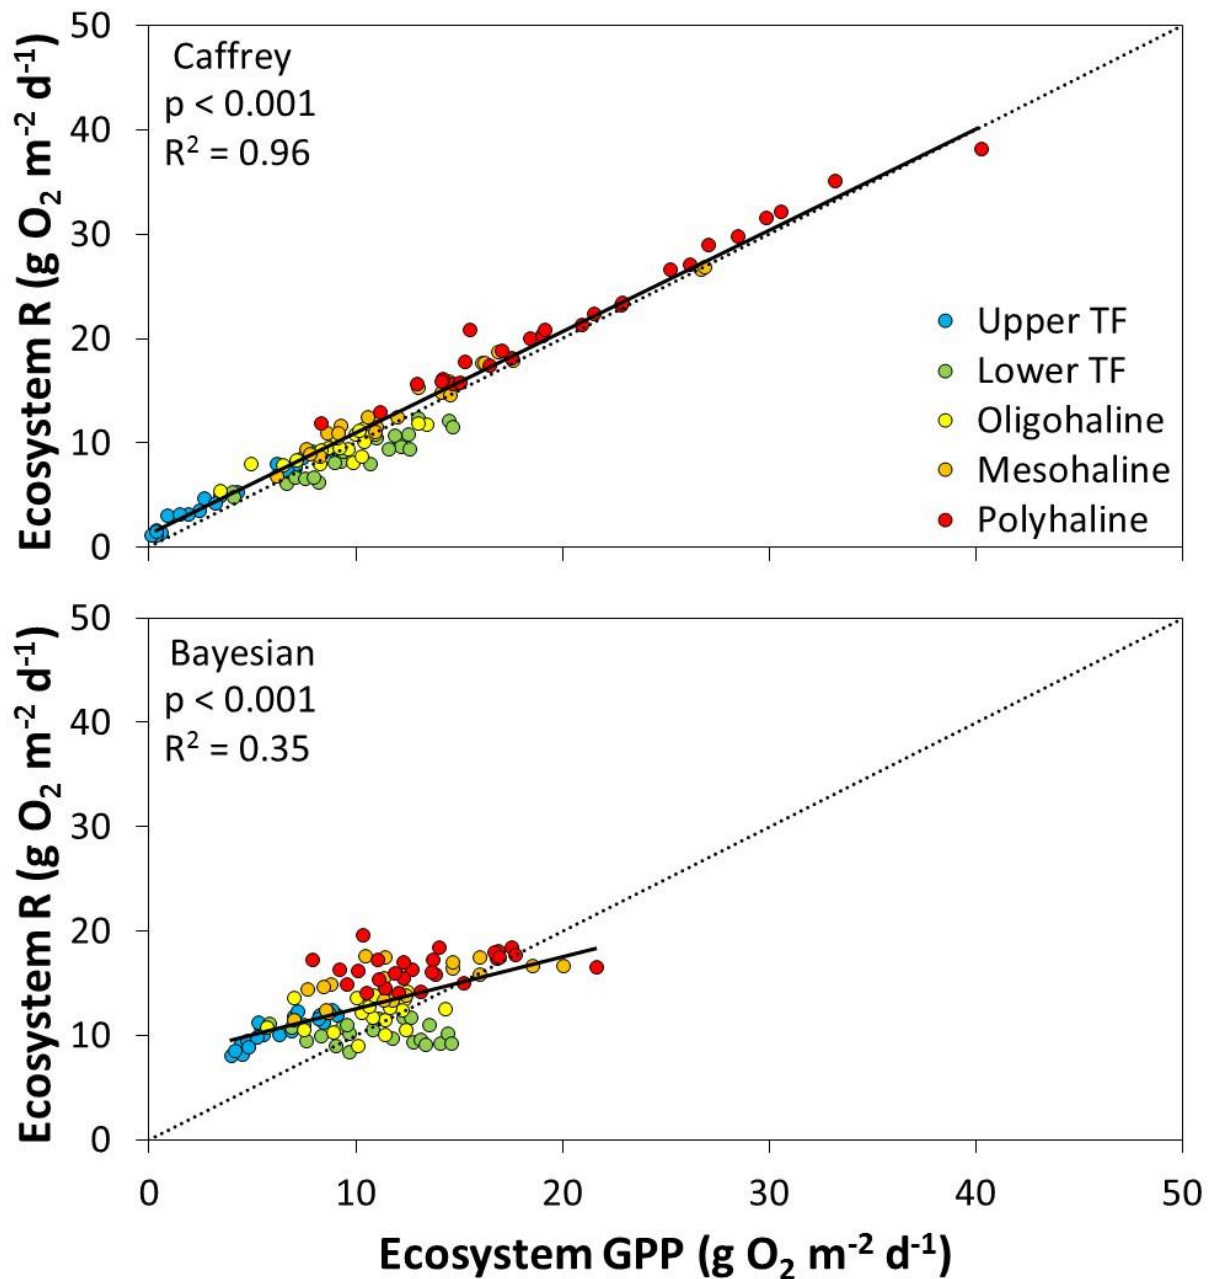 50
40
30
20
10
0
Ecosystem R (g O₂ m⁻² d⁻¹)
Caffrey
p < 0.001
R² = 0.96
Upper TF
Lower TF
Oligohaline
Mesohaline
Polyhaline
50
40
30
20
10
0
Ecosystem R (g O₂ m⁻² d⁻¹)
Bayesian
p < 0.001
R² = 0.35
0 10 20 30 40 50
Ecosystem GPP (g O₂ m⁻² d⁻¹)